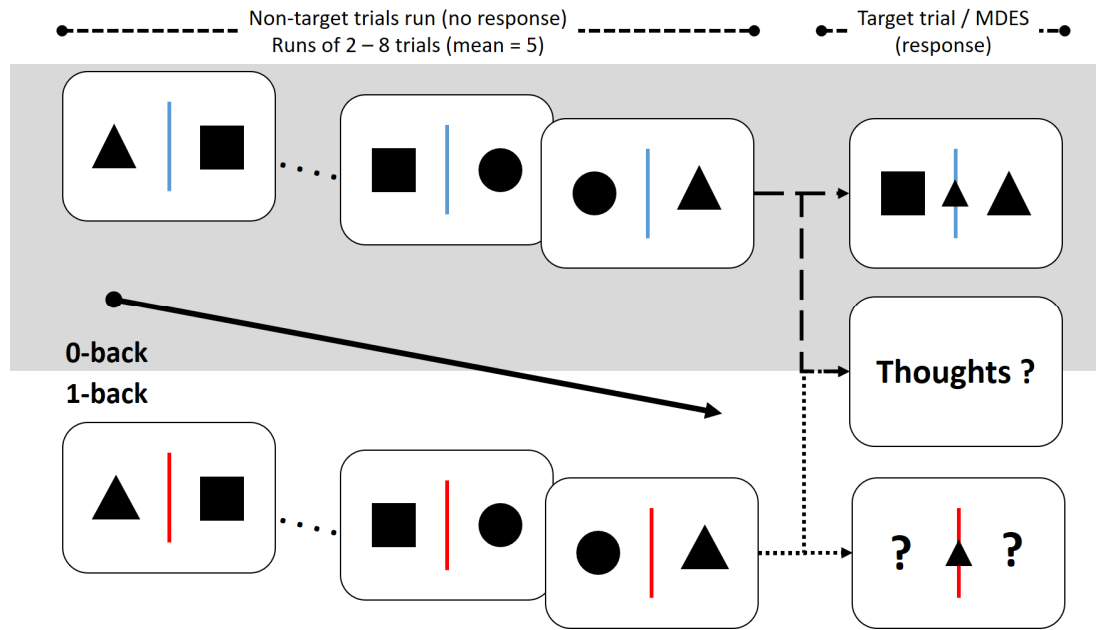 Non-target trials run (no response)
Runs of 2 – 8 trials (mean = 5)
Target trial / MDES
(response)
Thoughts ?
0-back
1-back
? ?